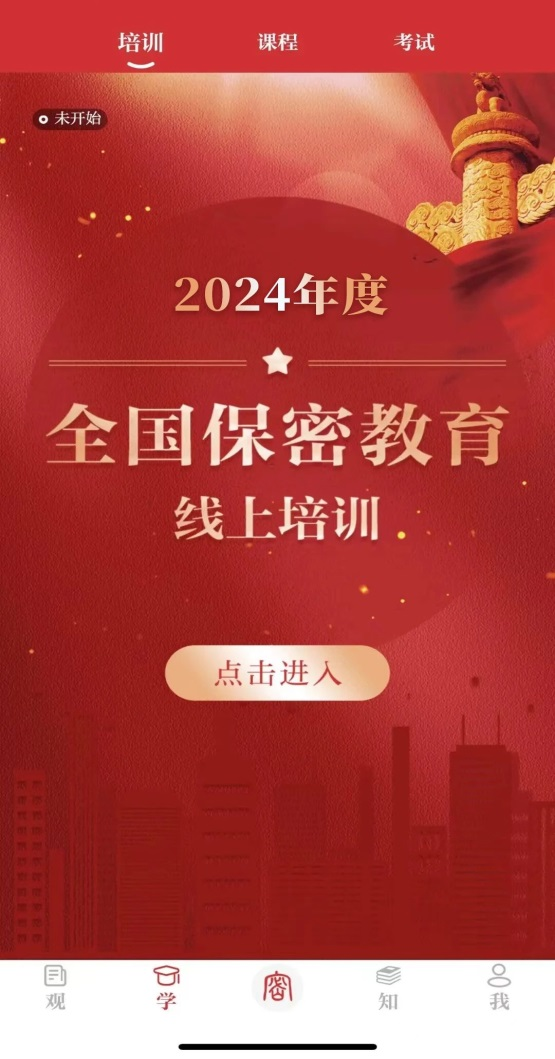 培训 课程 考试
未开始
2024年度
全国保密教育
线上培训
点击进入
密
观 学 知 我